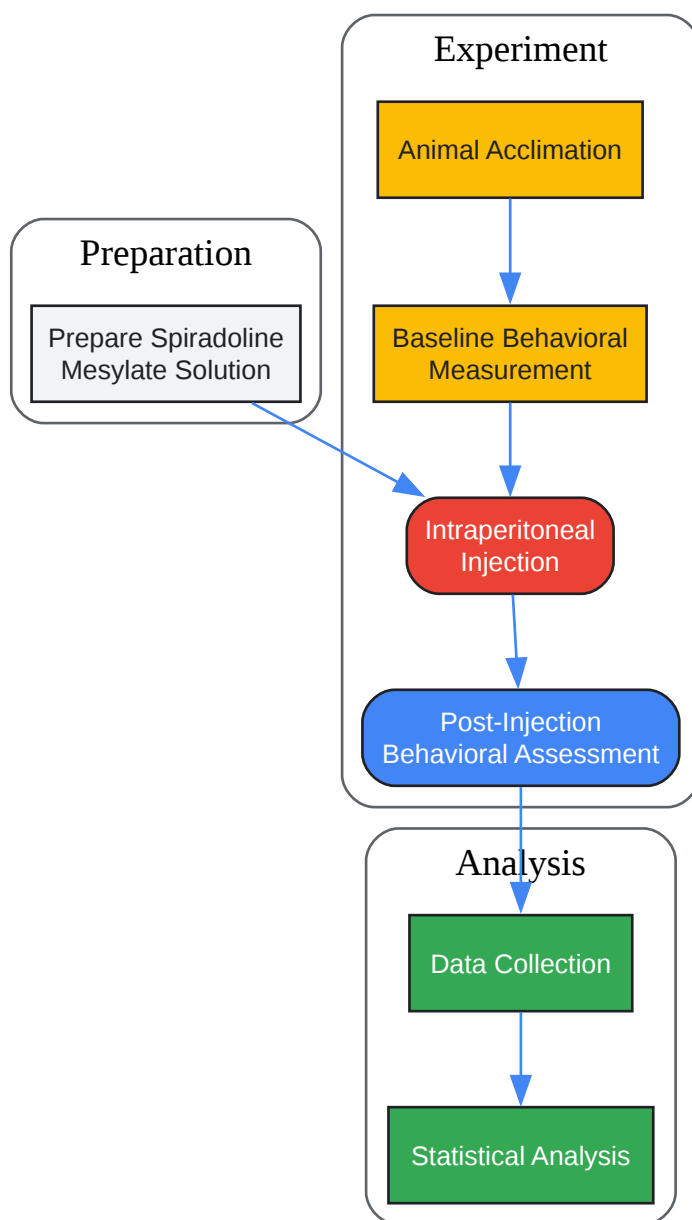 Experiment
Animal Acclimation
Preparation
Prepare Spiradoline
Mesylate Solution
Baseline Behavioral
Measurement
Intraperitoneal
Injection
Post-Injection
Behavioral Assessment
Analysis
Data Collection
Statistical Analysis